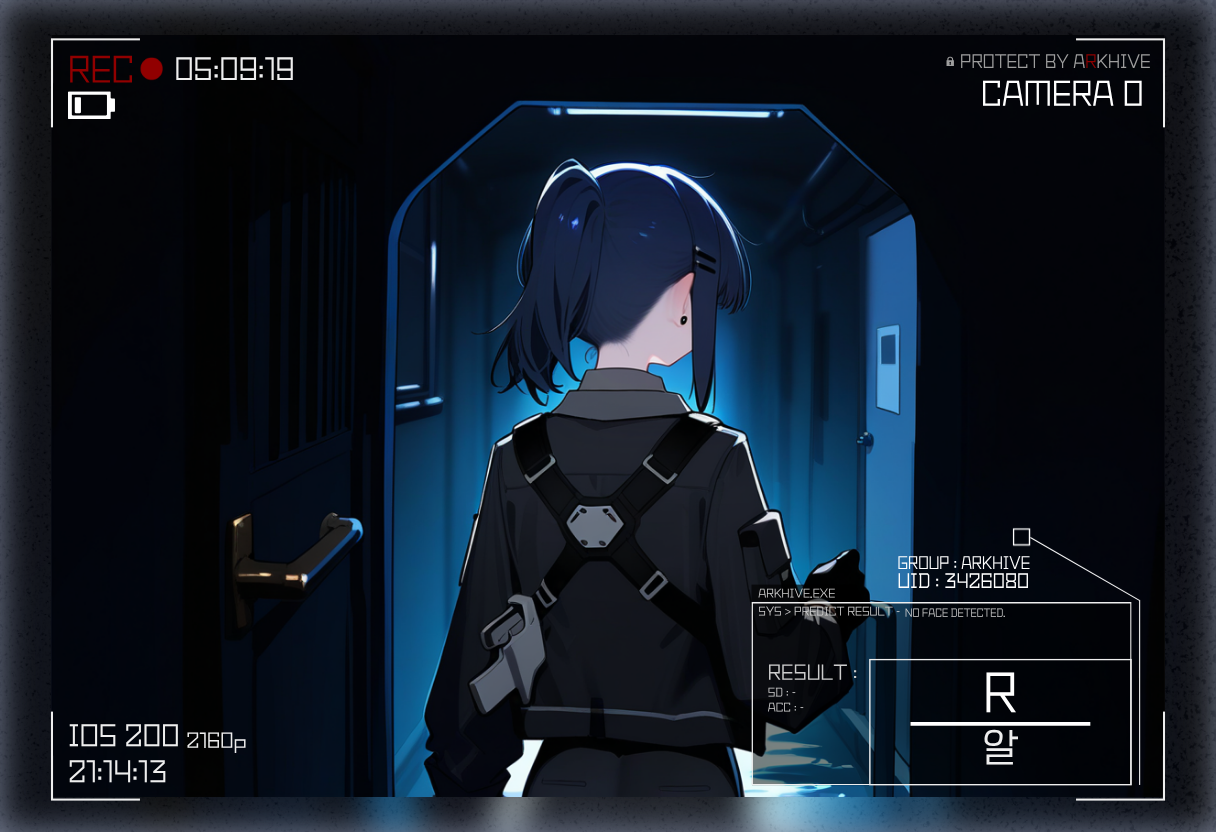 REC 05:09:19
PROTECT BY ARKHIVE
CAMERA 0
GROUP : ARKHIVE
UID : 3426080
ARKHIVE.EXE
SYS > PREDICT RESULT - NO FACE DETECTED.
RESULT :
SD : -
ACC : -
R
알
IOS 200 2160p
21:14:13